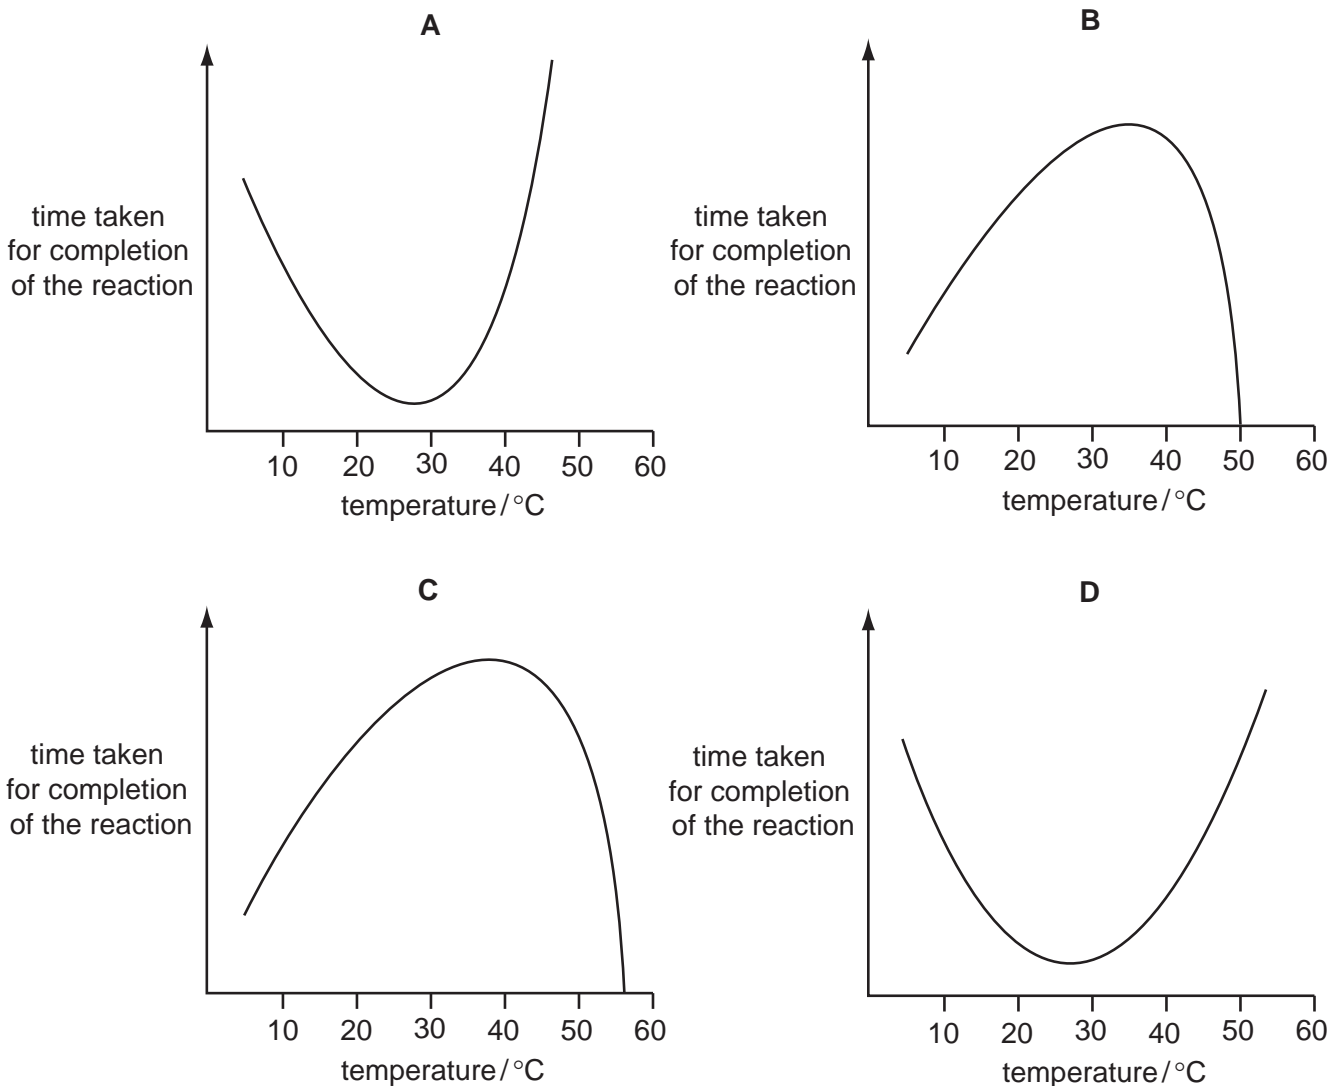 A
time taken
for completion
of the reaction
10 20 30 40 50 60
temperature / °C
B
time taken
for completion
of the reaction
10 20 30 40 50 60
temperature / °C
C
time taken
for completion
of the reaction
10 20 30 40 50 60
temperature / °C
D
time taken
for completion
of the reaction
10 20 30 40 50 60
temperature / °C